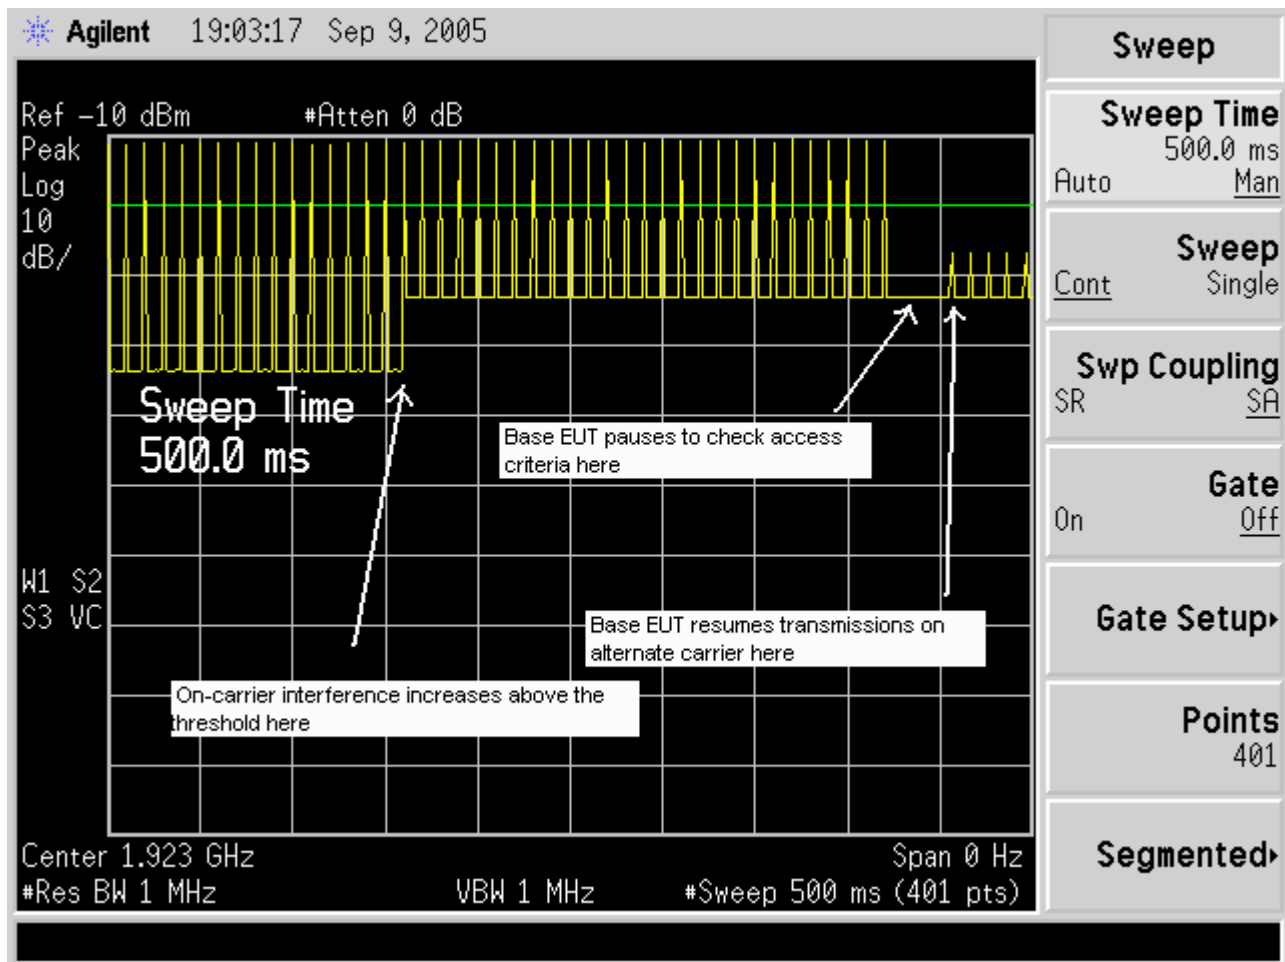 Agilent 19:03:17 Sep 9, 2005
Ref -10 dBm #Atten 0 dB
Peak
Log
10
dB/
Sweep Time
500.0 ms
Base EUT pauses to check access
criteria here
W1 S2
S3 VC
Base EUT resumes transmissions on
alternate carrier here
On-carrier interference increases above the
threshold here
Center 1.923 GHz Span 0 Hz
#Res BW 1 MHz VBW 1 MHz #Sweep 500 ms (401 pts)
Sweep
Sweep Time
500.0 ms
Auto Man
Sweep
Cont Single
Swp Coupling
SR SA
Gate
On Off
Gate Setup▸
Points
401
Segmented▸